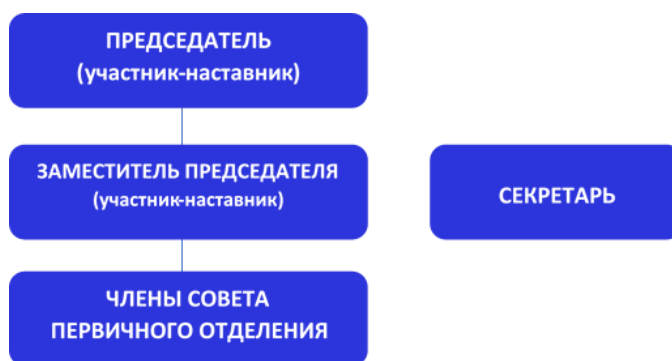 ПРЕДСЕДАТЕЛЬ
(участник-наставник)
ЗАМЕСТИТЕЛЬ ПРЕДСЕДАТЕЛЯ
(участник-наставник)
СЕКРЕТАРЬ
ЧЛЕНЫ СОВЕТА
ПЕРВИЧНОГО ОТДЕЛЕНИЯ